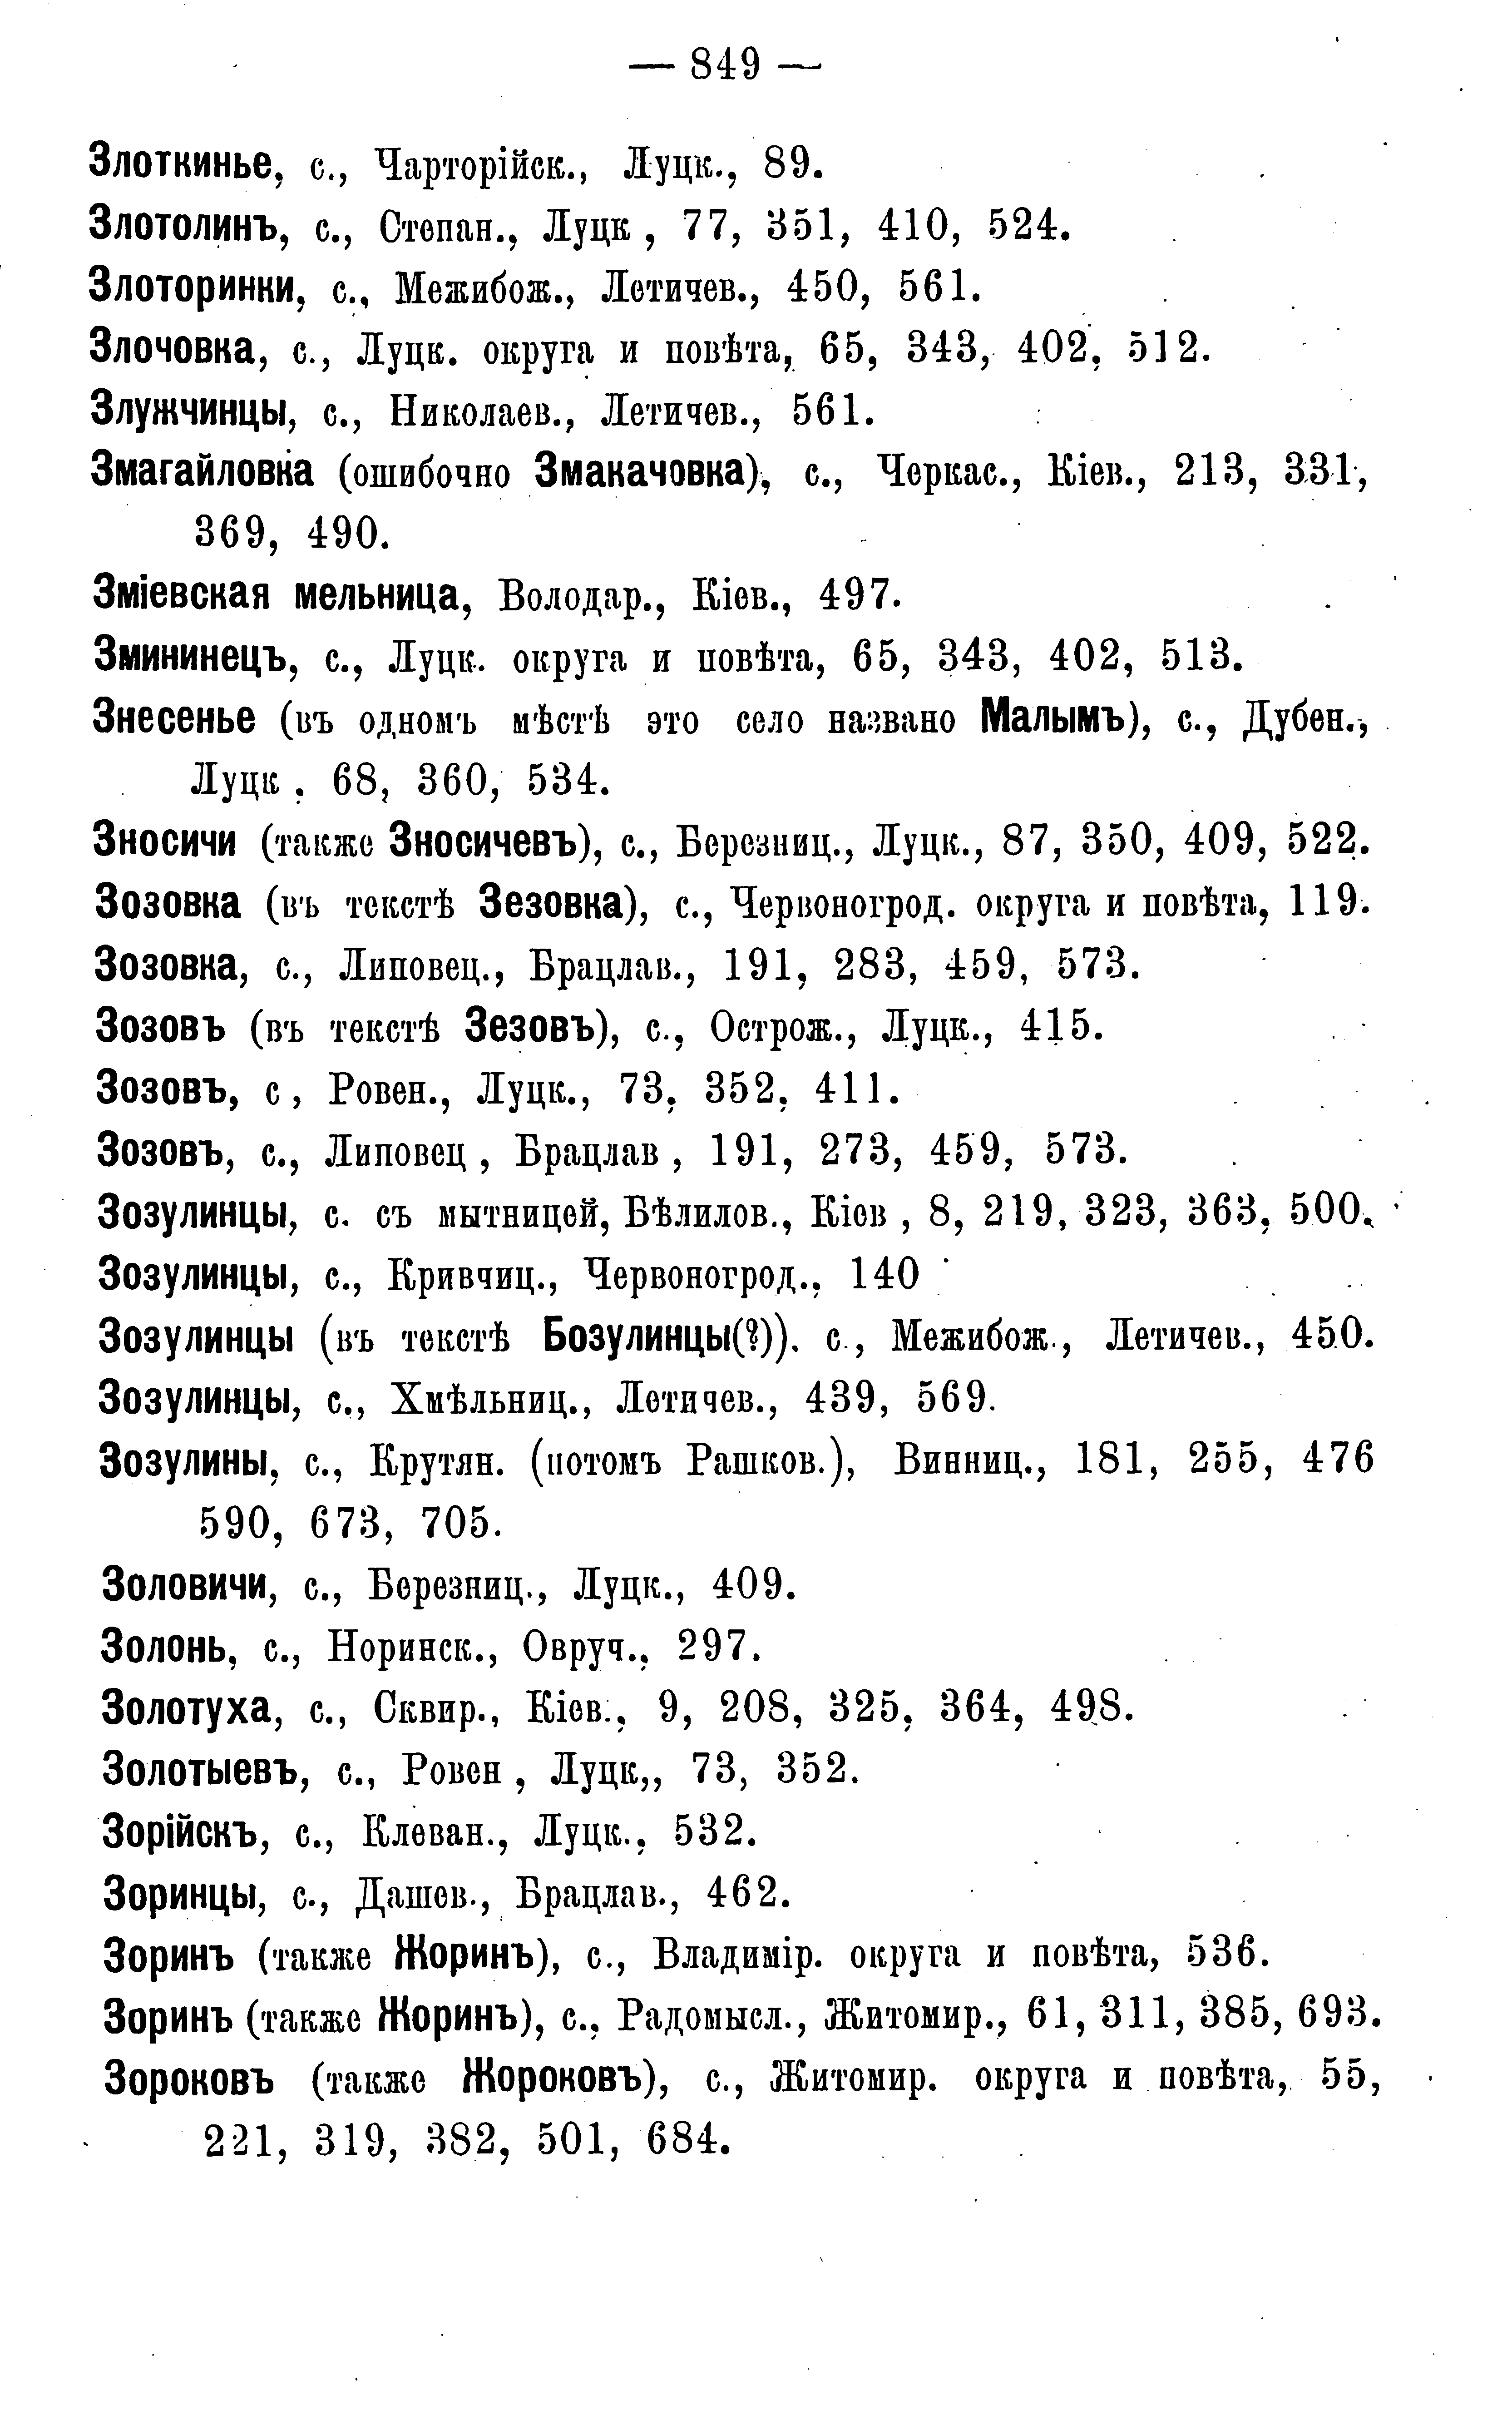 — 849 —
Злоткинье, с., Чарторійск., Луцк., 89.
Злотолинъ, с., Степан., Луцк , 77, 351, 410, 524.
Злоторинки, с., Межибож., Летичев., 450, 561.
Злочовка, с., Луцк. округа и повѣта, 65, 343, 402, 512.
Злужчинцы, с., Николаев., Летичев., 561.
Змагайловка (ошибочно Змакачовка), с., Черкас., Кіев., 213, 331,
369, 490.
Зміевская мельница, Володар., Кіев., 497.
Змининецъ, с., Луцк. округа и повѣта, 65, 343, 402, 513.
Знесенье (въ одномъ мѣстѣ это село названо Малымъ), с., Дубен.,
Луцк . 68, 360, 534.
Зносичи (также Зносичевъ), с., Березниц., Луцк., 87, 350, 409, 522.
Зозовка (въ текстѣ Зезовка), с., Червоногрод. округа и повѣта, 119.
Зозовка, с., Липовец., Брацлав., 191, 283, 459, 573.
Зозовъ (въ текстѣ Зезовъ), с., Острож., Луцк., 415.
Зозовъ, с , Ровен., Луцк., 73, 352, 411.
Зозовъ, с., Липовец , Брацлав , 191, 273, 459, 573.
Зозулинцы, с. съ мытницей, Бѣлилов., Кіев , 8, 219, 323, 363, 500.
Зозулинцы, с., Кривчиц., Червоногрод., 140
Зозулинцы (въ текстѣ Бозулинцы(?)). с., Межибож., Летичев., 450.
Зозулинцы, с., Хмѣльниц., Летичев., 439, 569.
Зозулины, с., Крутян. (потомъ Рашков.), Винниц., 181, 255, 476
590, 673, 705.
Золовичи, с., Березниц., Луцк., 409.
Золонь, с., Норинск., Овруч., 297.
Золотуха, с., Сквир., Кіев., 9, 208, 325, 364, 498.
Золотыевъ, с., Ровен , Луцк,, 73, 352.
Зорійскъ, с., Клеван., Луцк., 532.
Зоринцы, с., Дашев., Брацлав., 462.
Зоринъ (также Жоринъ), с., Владимір. округа и повѣта, 536.
Зоринъ (также Жоринъ), с., Радомысл., Житомир., 61, 311, 385, 693.
Зороковъ (также Жороковъ), с., Житомир. округа и повѣта, 55,
221, 319, 382, 501, 684.